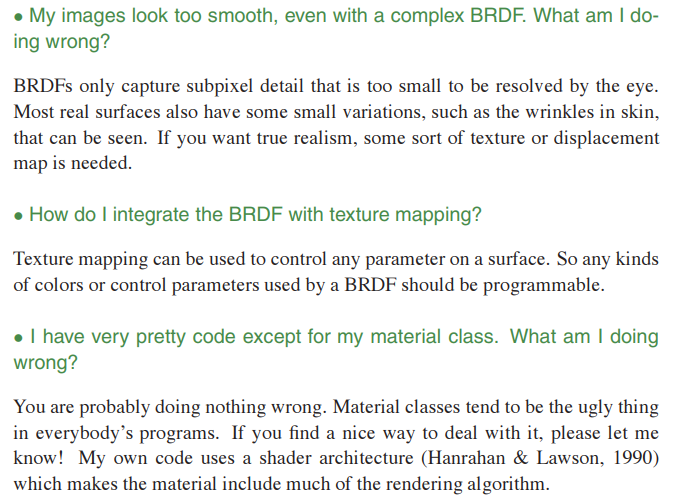 • My images look too smooth, even with a complex BRDF. What am I do-
ing wrong?
BRDFs only capture subpixel detail that is too small to be resolved by the eye.
Most real surfaces also have some small variations, such as the wrinkles in skin,
that can be seen. If you want true realism, some sort of texture or displacement
map is needed.
• How do I integrate the BRDF with texture mapping?
Texture mapping can be used to control any parameter on a surface. So any kinds
of colors or control parameters used by a BRDF should be programmable.
• I have very pretty code except for my material class. What am I doing
wrong?
You are probably doing nothing wrong. Material classes tend to be the ugly thing
in everybody's programs. If you find a nice way to deal with it, please let me
know! My own code uses a shader architecture (Hanrahan & Lawson, 1990)
which makes the material include much of the rendering algorithm.